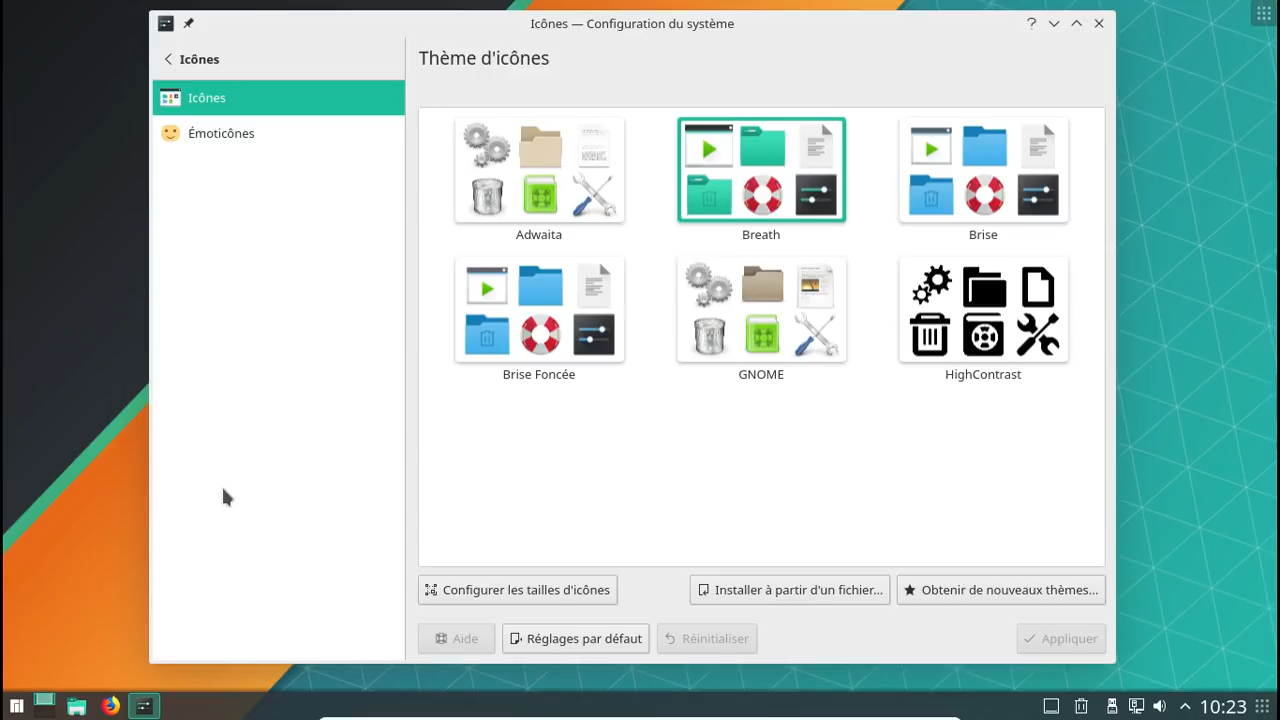 Icônes — Configuration du système
Icônes
Thème d'icônes
Icônes
Émoticônes
Adwaita
Breath
Brise
Brise Foncée
GNOME
HighContrast
Configurer les tailles d'icônes
Installer à partir d'un fichier...
Obtenir de nouveaux thèmes...
Aide
Réglages par défaut
Réinitialiser
Appliquer
10:23